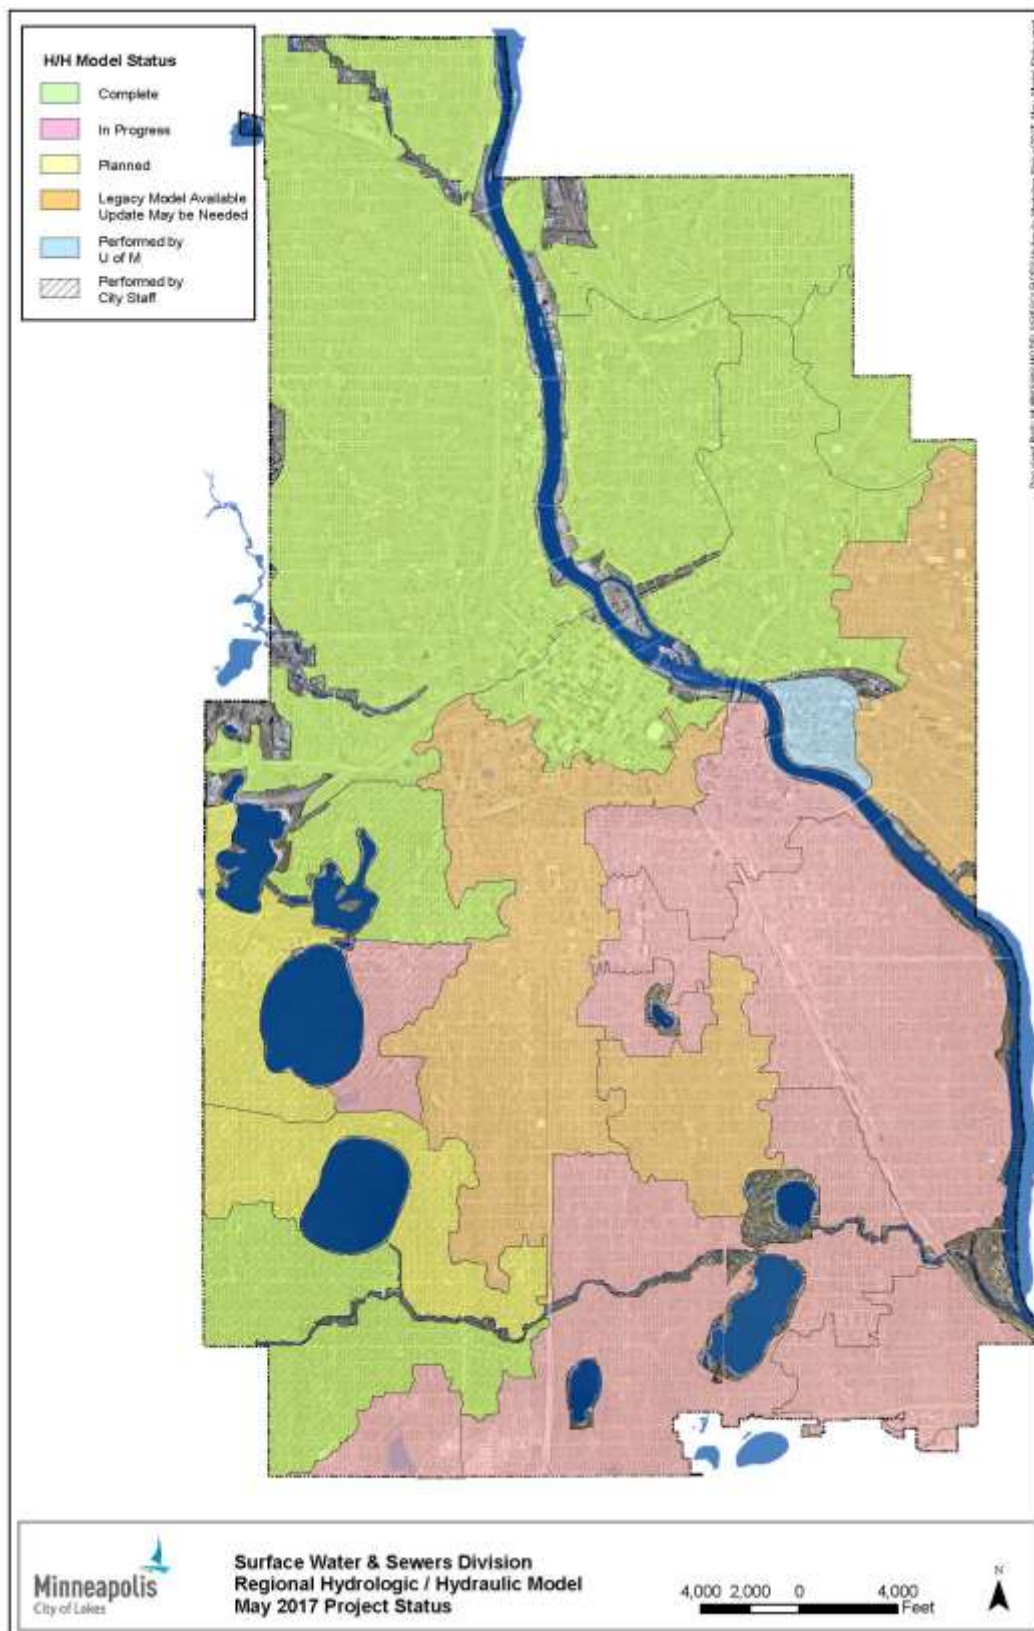 H/H Model Status
Complete
In Progress
Planned
Legacy Model Available
Update May be Needed
Performed by
U of M
Performed by
City Staff
Minneapolis
City of Lakes
Surface Water & Sewers Division
Regional Hydrologic / Hydraulic Model
May 2017 Project Status
4,000 2,000 0 4,000
Feet
N